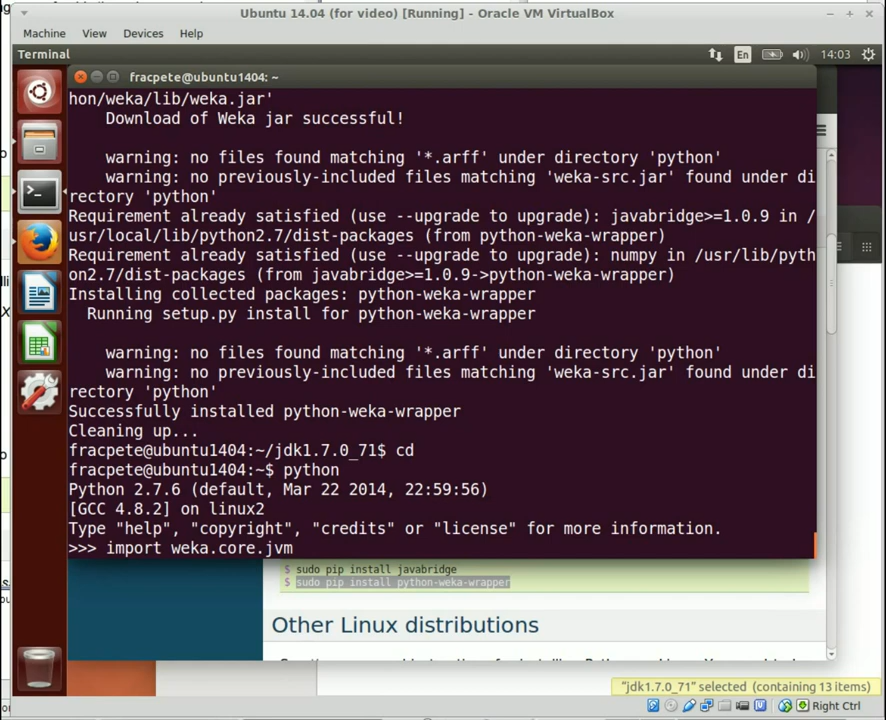 Ubuntu 14.04 (for video) [Running] - Oracle VM VirtualBox
Machine View Devices Help
Terminal
En
14:03
fracpete@ubuntu1404: ~
hon/weka/lib/weka.jar'
Download of Weka jar successful!
warning: no files found matching '*.arff' under directory 'python'
warning: no previously-included files matching 'weka-src.jar' found under di
rectory 'python'
Requirement already satisfied (use --upgrade to upgrade): javabridge>=1.0.9 in /
usr/local/lib/python2.7/dist-packages (from python-weka-wrapper)
Requirement already satisfied (use --upgrade to upgrade): numpy in /usr/lib/pyth
on2.7/dist-packages (from javabridge>=1.0.9->python-weka-wrapper)
Installing collected packages: python-weka-wrapper
Running setup.py install for python-weka-wrapper
warning: no files found matching '*.arff' under directory 'python'
warning: no previously-included files matching 'weka-src.jar' found under di
rectory 'python'
Successfully installed python-weka-wrapper
Cleaning up...
fracpete@ubuntu1404:~/jdk1.7.0_71$ cd
fracpete@ubuntu1404:~$ python
Python 2.7.6 (default, Mar 22 2014, 22:59:56)
[GCC 4.8.2] on linux2
Type "help", "copyright", "credits" or "license" for more information.
>>> import weka.core.jvm
$ sudo pip install javabridge
$ sudo pip install python-weka-wrapper
Other Linux distributions
"jdk1.7.0_71" selected (containing 13 items)
Right Ctrl